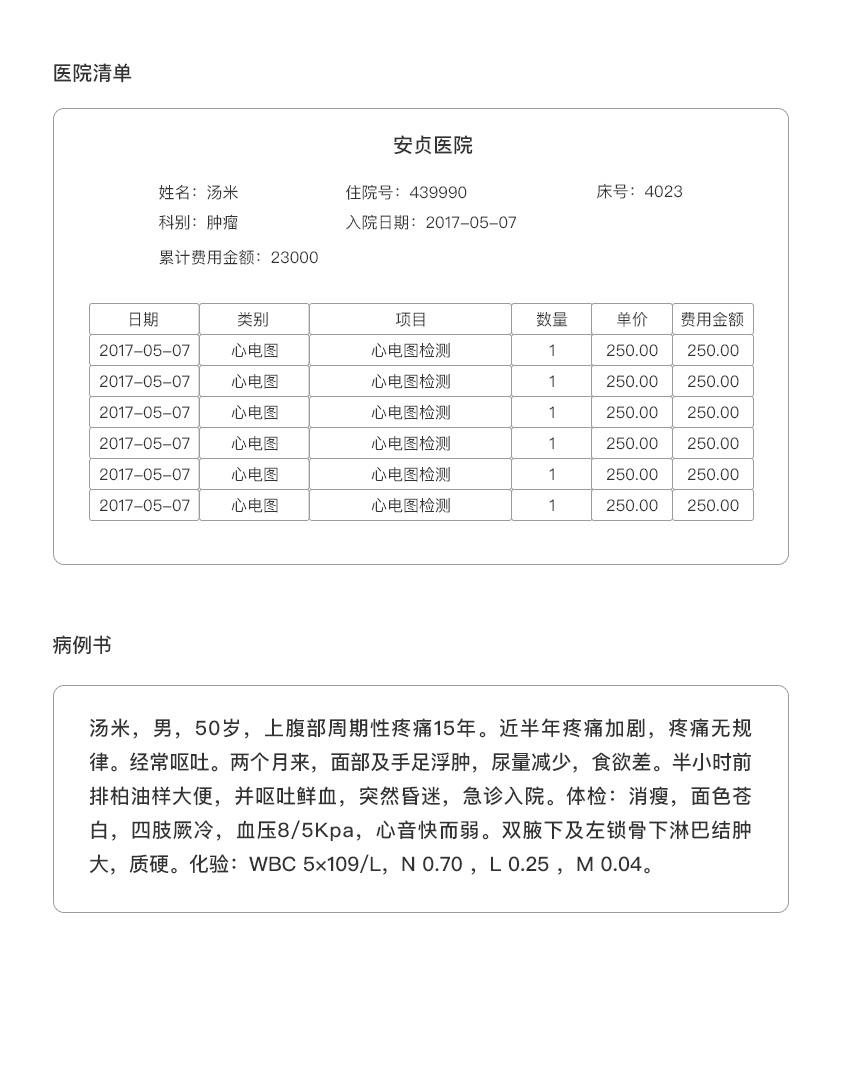 医院清单
安贞医院
姓名：汤米 住院号：439990 床号：4023
科别：肿瘤 入院日期：2017-05-07
累计费用金额：23000
日期 类别 项目 数量 单价 费用金额
2017-05-07 心电图 心电图检测 1 250.00 250.00
2017-05-07 心电图 心电图检测 1 250.00 250.00
2017-05-07 心电图 心电图检测 1 250.00 250.00
2017-05-07 心电图 心电图检测 1 250.00 250.00
2017-05-07 心电图 心电图检测 1 250.00 250.00
2017-05-07 心电图 心电图检测 1 250.00 250.00
病例书
汤米，男，50岁，上腹部周期性疼痛15年。近半年疼痛加剧，疼痛无规
律。经常呕吐。两个月来，面部及手足浮肿，尿量减少，食欲差。半小时前
排柏油样大便，并呕吐鲜血，突然昏迷，急诊入院。体检：消瘦，面色苍
白，四肢厥冷，血压8/5Kpa，心音快而弱。双腋下及左锁骨下淋巴结肿
大，质硬。化验：WBC 5×109/L，N 0.70 ，L 0.25 ，M 0.04。